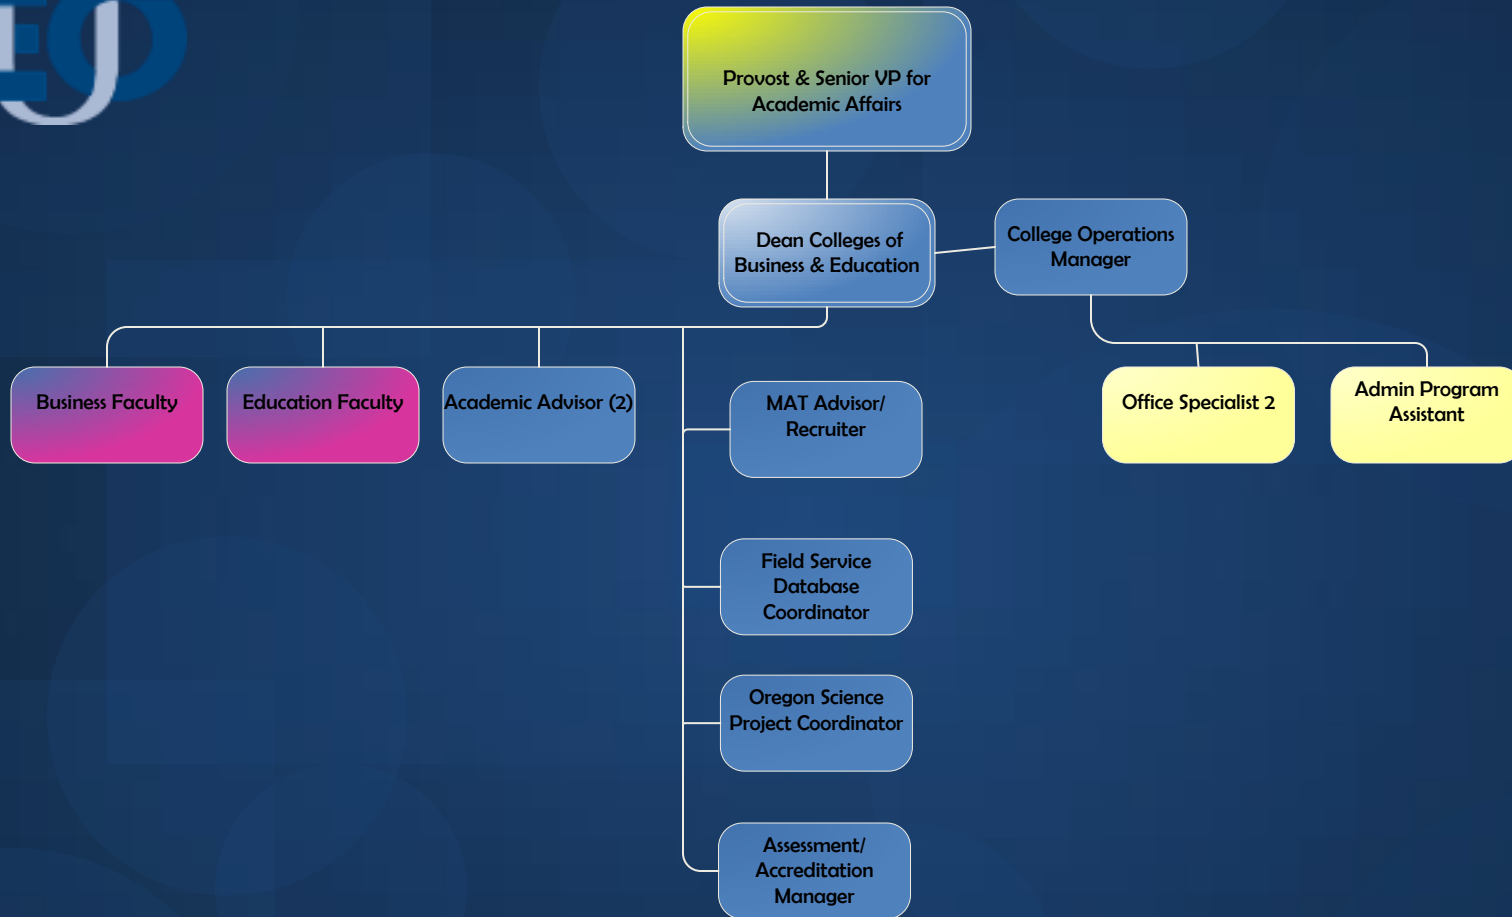 EOU
Provost & Senior VP for
Academic Affairs
Dean Colleges of
Business & Education
College Operations
Manager
Business Faculty
Education Faculty
Academic Advisor (2)
MAT Advisor/
Recruiter
Office Specialist 2
Admin Program
Assistant
Field Service
Database
Coordinator
Oregon Science
Project Coordinator
Assessment/
Accreditation
Manager